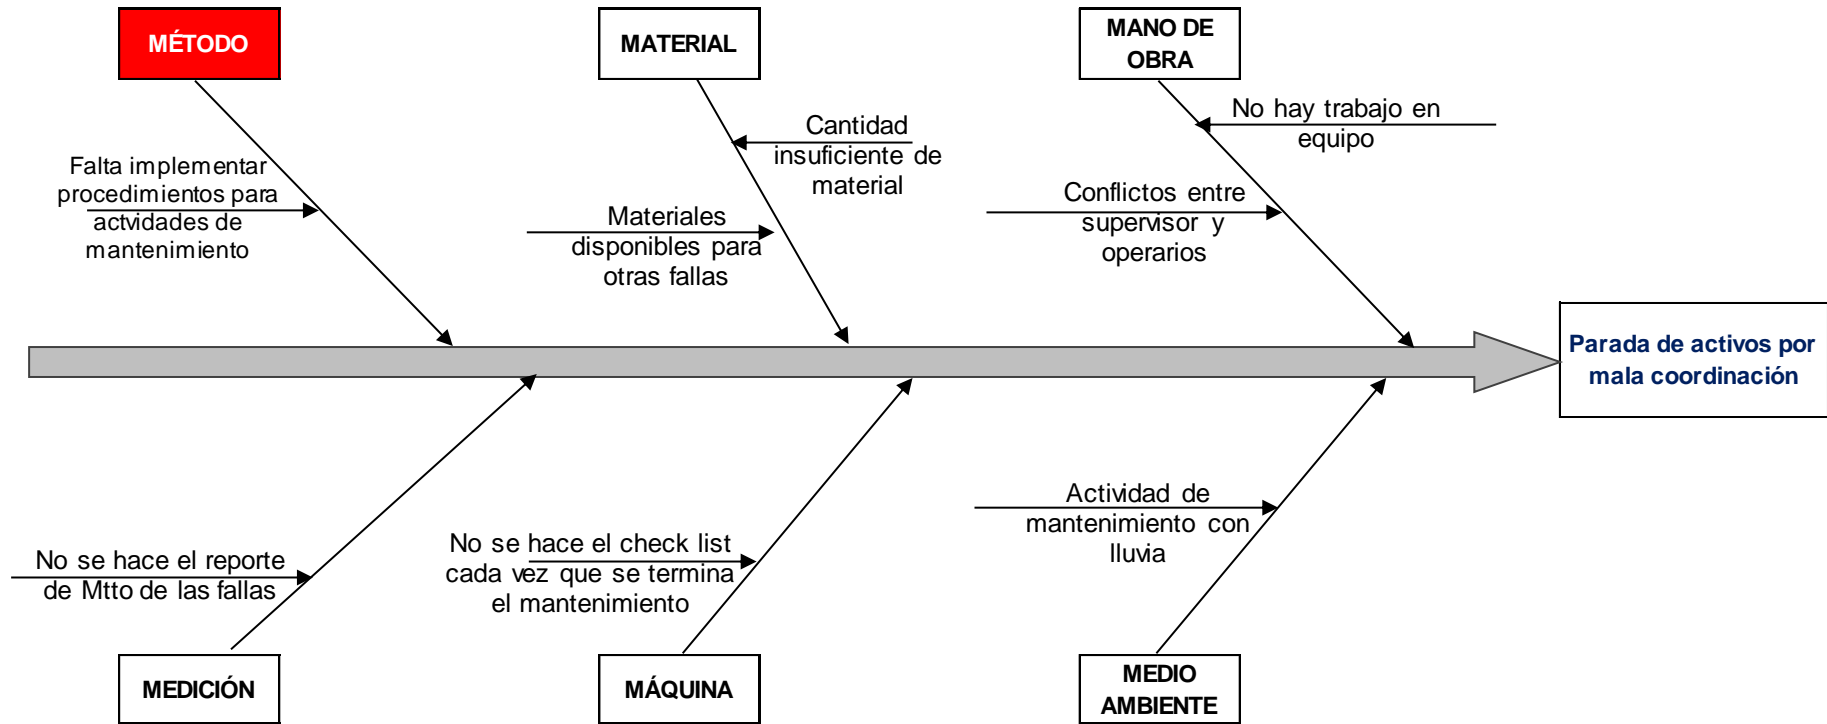 MÉTODO
MATERIAL
MANO DE
OBRA
Falta implementar
procedimientos para
actvidades de
mantenimiento
Cantidad
insuficiente de
material
Materiales
disponibles para
otras fallas
No hay trabajo en
equipo
Conflictos entre
supervisor y
operarios
Parada de activos por
mala coordinación
No se hace el reporte
de Mtto de las fallas
No se hace el check list
cada vez que se termina
el mantenimiento
Actividad de
mantenimiento con
lluvia
MEDICIÓN
MÁQUINA
MEDIO
AMBIENTE